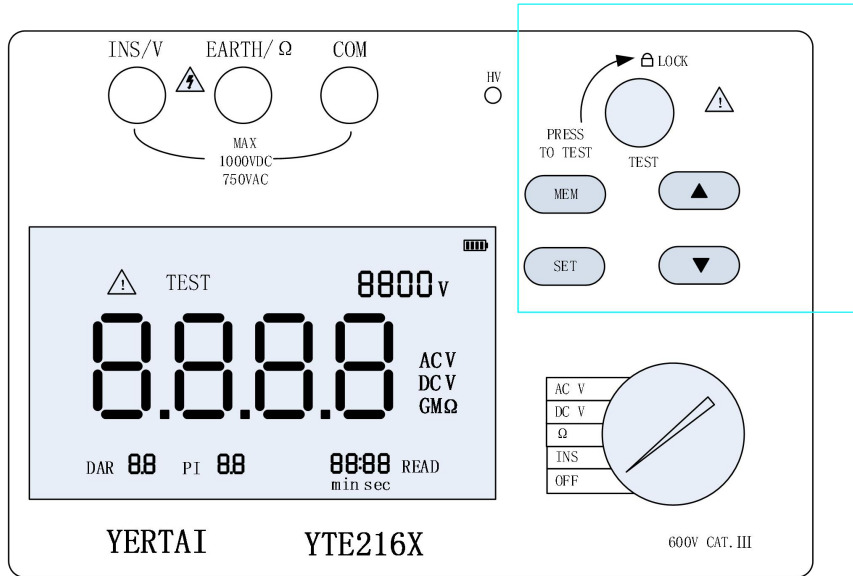 INS/V EARTH/Ω COM
MAX
1000VDC
750VAC
HV
LOCK
PRESS
TO TEST
TEST
MEM
SET
TEST
8800 V
8.8.8.8
AC V
DC V
GMΩ
DAR 8.8 PI 8.8 88:88 READ
min sec
AC V
DC V
Ω
INS
OFF
YERTAI YTE216X
600V CAT.III